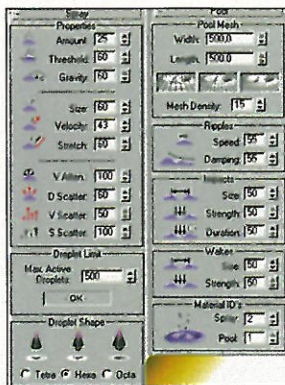 Spray
Properties
Amount: 25
Threshold: 60
Gravity: 60
Size: 60
Velocity: 43
Stretch: 60
V Atten.: 100
D Scatter: 60
V Scatter: 50
S Scatter: 100
Droplet Limit
Max. Active
Droplets: 500
OK
Droplet Shape
Tetra Hexa Octa
Pool
Pool Mesh
Width: 500.0
Length: 500.0
Mesh Density: 15
Ripples
Speed: 55
Damping: 55
Impacts
Size: 50
Strength: 50
Duration: 50
Wakes
Size: 50
Strength: 50
Material ID's
Spray: 2
Pool: 1